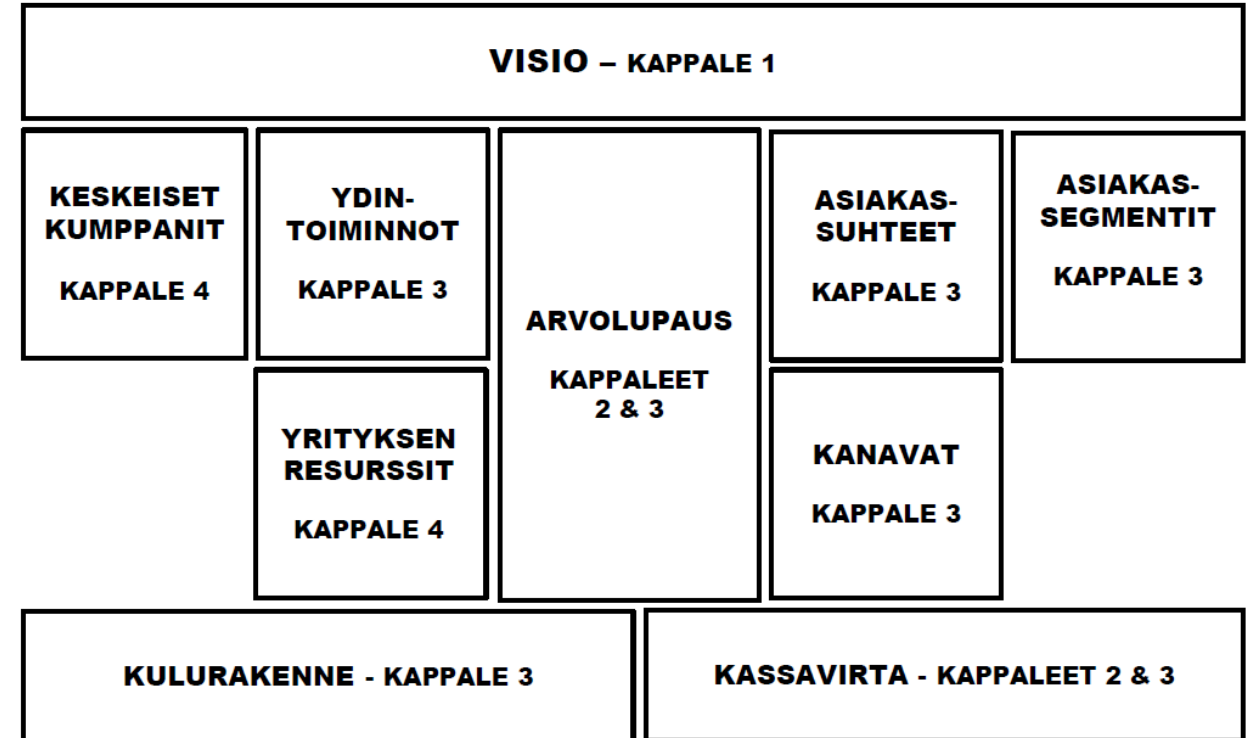 VISIO – KAPPALE 1
KESKEISET
KUMPPANIT
KAPPALE 4
YDIN-
TOIMINNOT
KAPPALE 3
ARVOLUPAUS
KAPPALEET
2 & 3
ASIAKAS-
SUHTEET
KAPPALE 3
ASIAKAS-
SEGMENTIT
KAPPALE 3
YRITYKSEN
RESURSSIT
KAPPALE 4
KANAVAT
KAPPALE 3
KULURAKENNE - KAPPALE 3
KASSAVIRTA - KAPPALEET 2 & 3